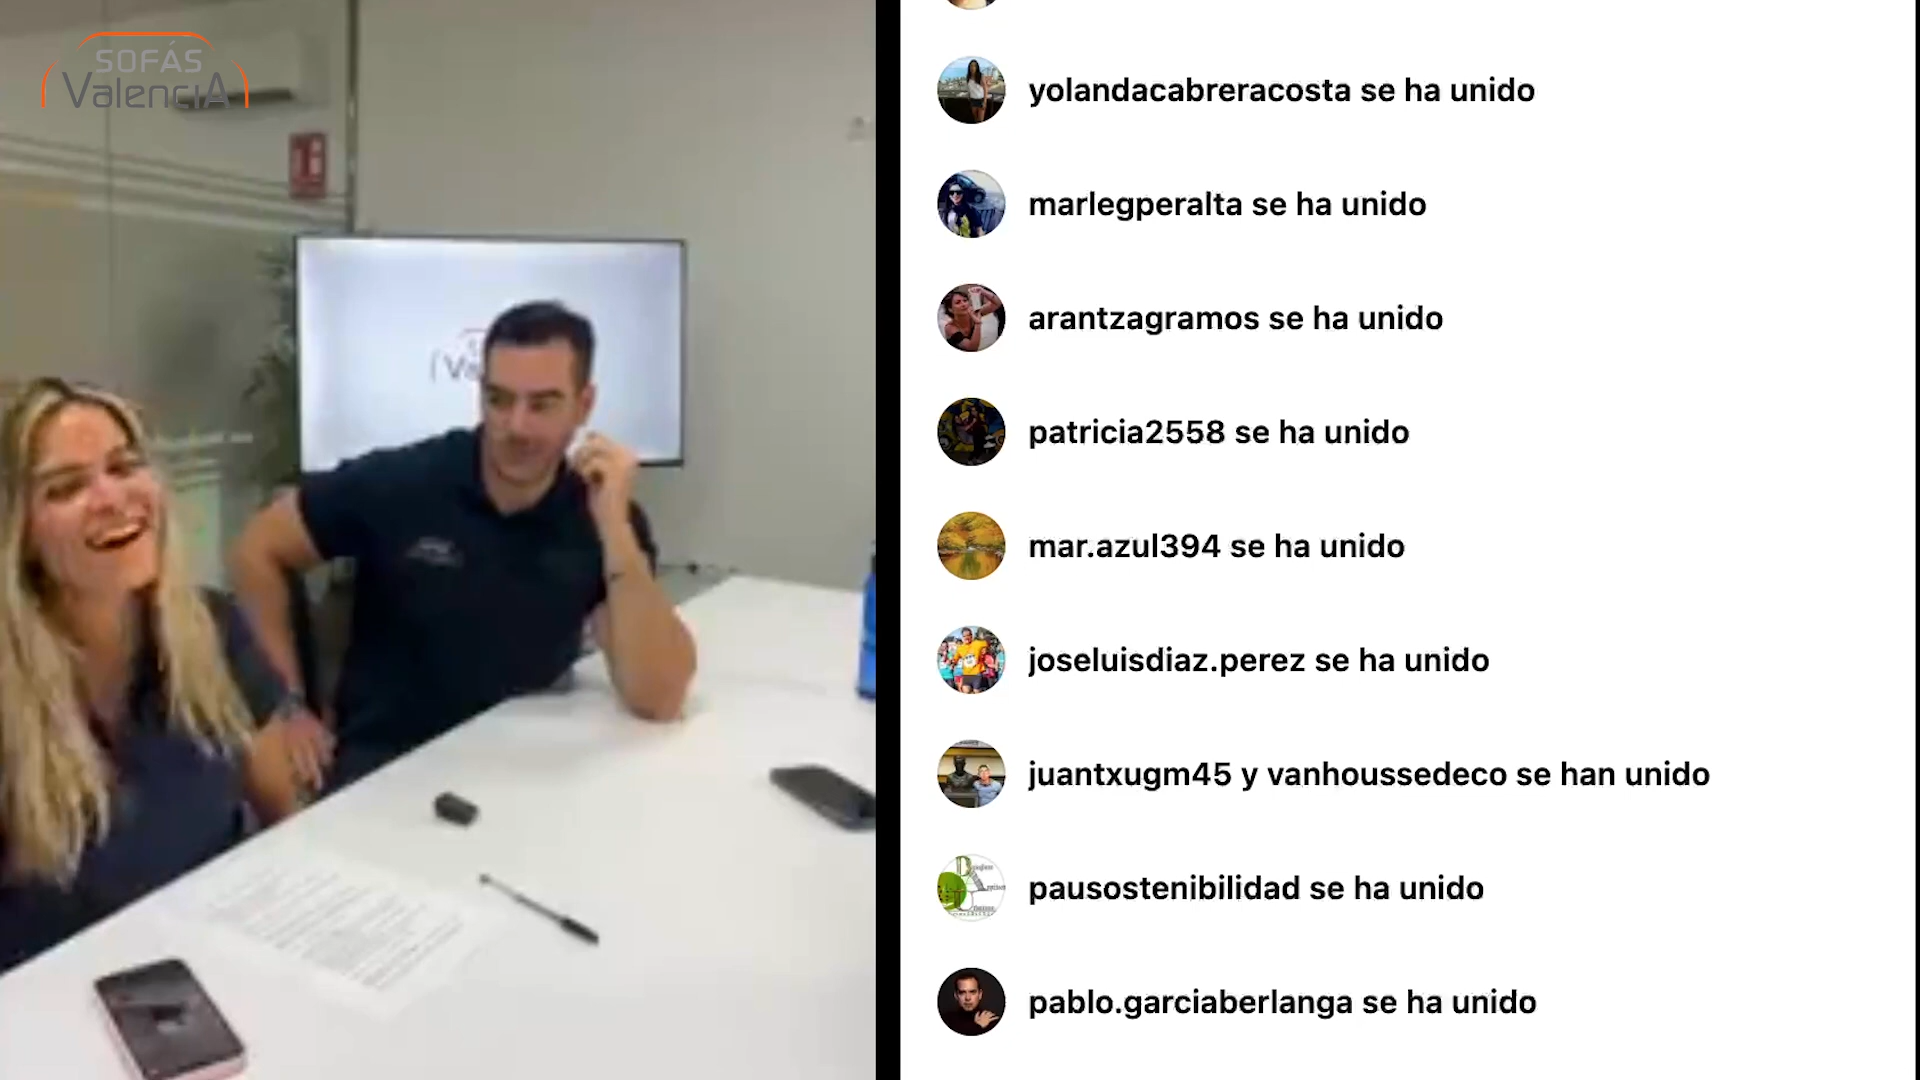 SOFÁS
ValenciA
yolandacabreracosta se ha unido
marlegperalta se ha unido
arantzagramos se ha unido
patricia2558 se ha unido
mar.azul394 se ha unido
joseluisdiaz.perez se ha unido
juantxugm45 y vanhoussedeco se han unido
pausostenibilidad se ha unido
pablo.garciaberlanga se ha unido